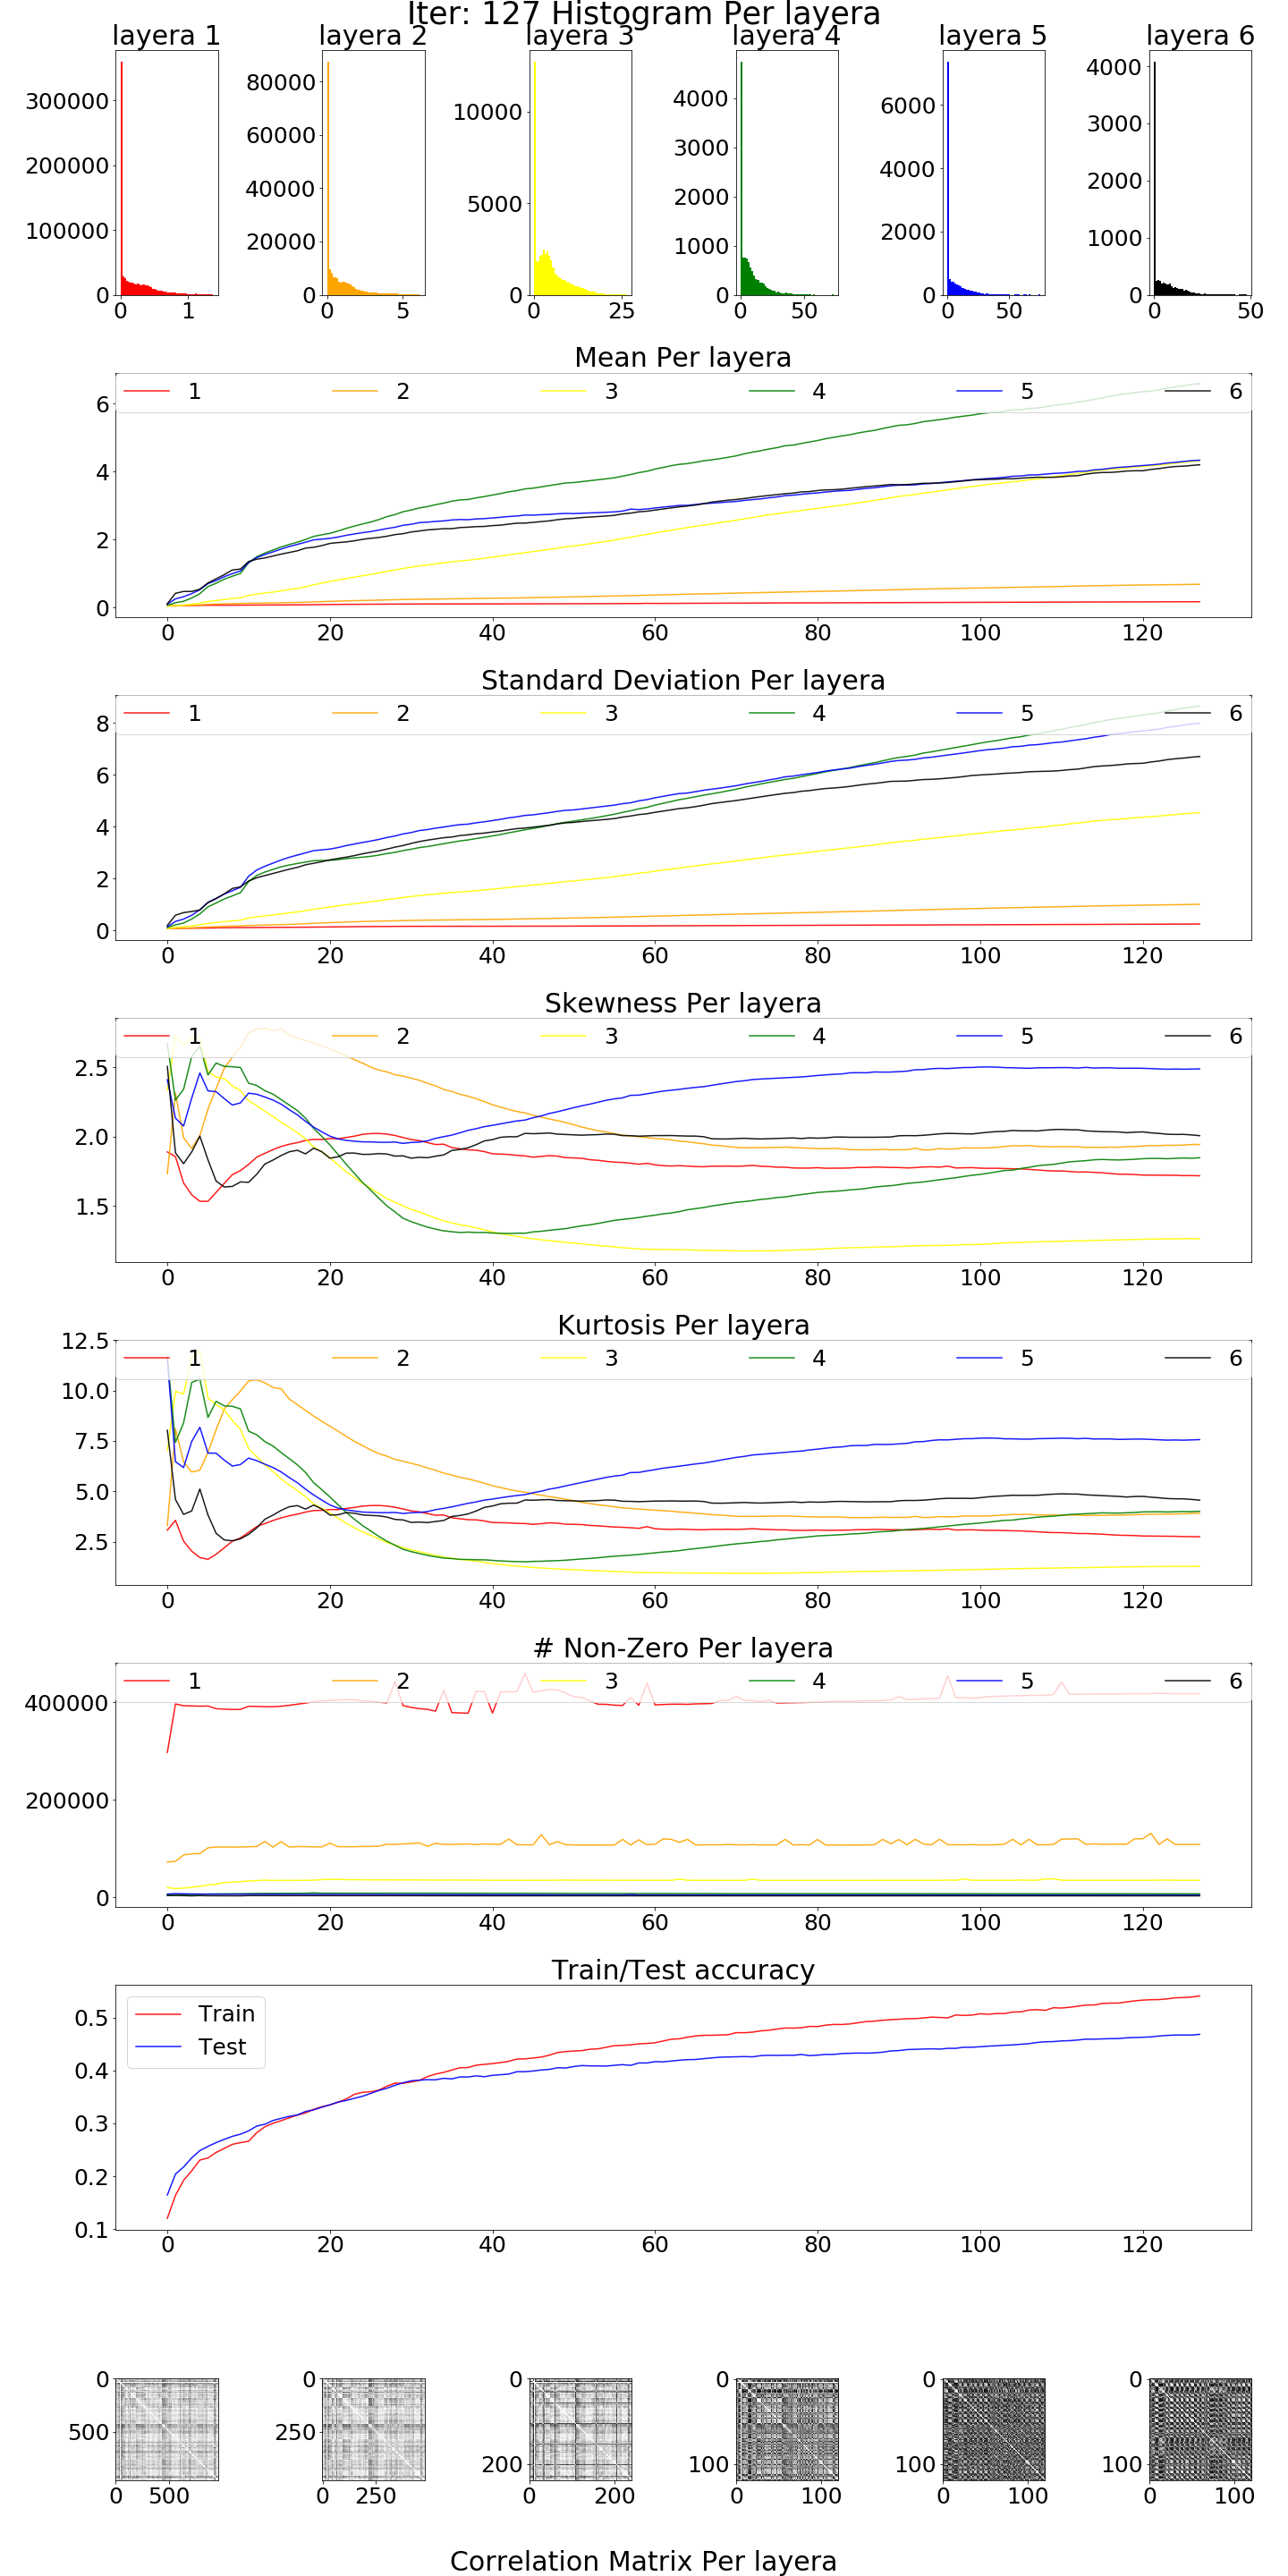 Iter: 127 Histogram Per layera
layera 1 layera 2 layera 3 layera 4 layera 5 layera 6
300000 200000 100000 0 0 1
80000 60000 40000 20000 0 0 5
10000 5000 0 0 25
4000 3000 2000 1000 0 0 50
6000 4000 2000 0 0 50
4000 3000 2000 1000 0 0 50
Mean Per layera
1 2 3 4 5 6
6
4
2
0
0 20 40 60 80 100 120
Standard Deviation Per layera
1 2 3 4 5 6
8
6
4
2
0
0 20 40 60 80 100 120
Skewness Per layera
1 2 3 4 5 6
2.5
2.0
1.5
0 20 40 60 80 100 120
Kurtosis Per layera
12.5
1 2 3 4 5 6
10.0
7.5
5.0
2.5
0 20 40 60 80 100 120
# Non-Zero Per layera
1 2 3 4 5 6
400000
200000
0
0 20 40 60 80 100 120
Train/Test accuracy
Train
Test
0.5
0.4
0.3
0.2
0.1
0 20 40 60 80 100 120
0 500 0 500
0 250 0 250
0 200 0 200
0 100 0 100
0 100 0 100
0 100 0 100
Correlation Matrix Per layera